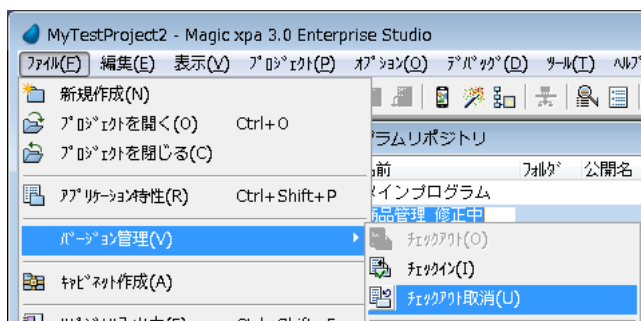 MyTestProject2 - Magic xpa 3.0 Enterprise Studio
ﾌｧｲﾙ(F) 編集(E) 表示(V) ﾌﾟﾛｼﾞｪｸﾄ(P) ｵﾌﾟｼｮﾝ(O) ﾃﾞﾊﾞｯｸﾞ(D) ﾂｰﾙ(T) ﾍﾙﾌﾟ
新規作成(N)
ﾌﾟﾛｼﾞｪｸﾄを開く(O) Ctrl+O
ﾌﾟﾛｼﾞｪｸﾄを閉じる(C)
ｱﾌﾟﾘｹｰｼｮﾝ特性(R) Ctrl+Shift+P
ﾊﾞｰｼﾞｮﾝ管理(V)
ｷｬﾋﾞﾈｯﾄ作成(A)
グラムリポジトリ
名前 ﾌｫﾙﾀﾞ 公開名
メインプログラム
商品管理 修正中
ﾁｪｯｸｱｳﾄ(O)
ﾁｪｯｸｲﾝ(I)
ﾁｪｯｸｱｳﾄ取消(U)